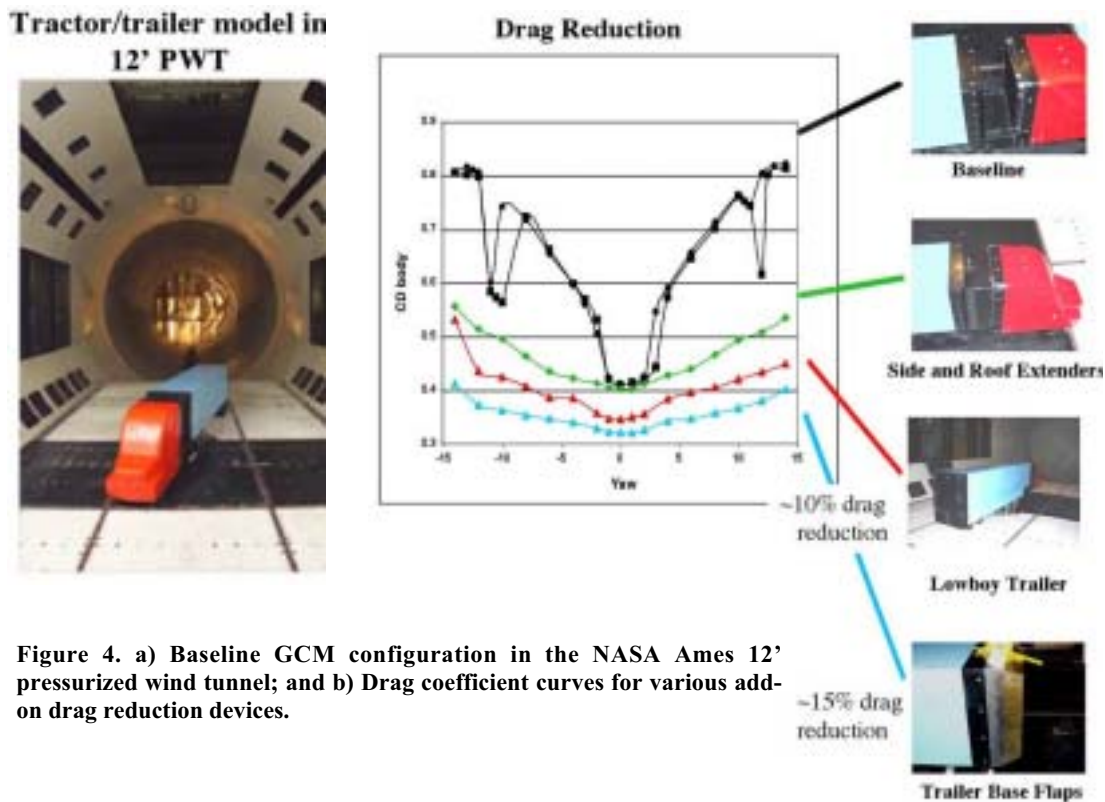 Tractor/trailer model in
12' PWT
Drag Reduction
0.9
0.8
0.7
0.6
0.5
0.4
0.3
CD body
-15
-10
-5
0
5
10
15
Yaw
Baseline
Side and Roof Extenders
~10% drag
reduction
Lowboy Trailer
~15% drag
reduction
Trailer Base Flaps
Figure 4. a) Baseline GCM configuration in the NASA Ames 12’
pressurized wind tunnel; and b) Drag coefficient curves for various add-
on drag reduction devices.